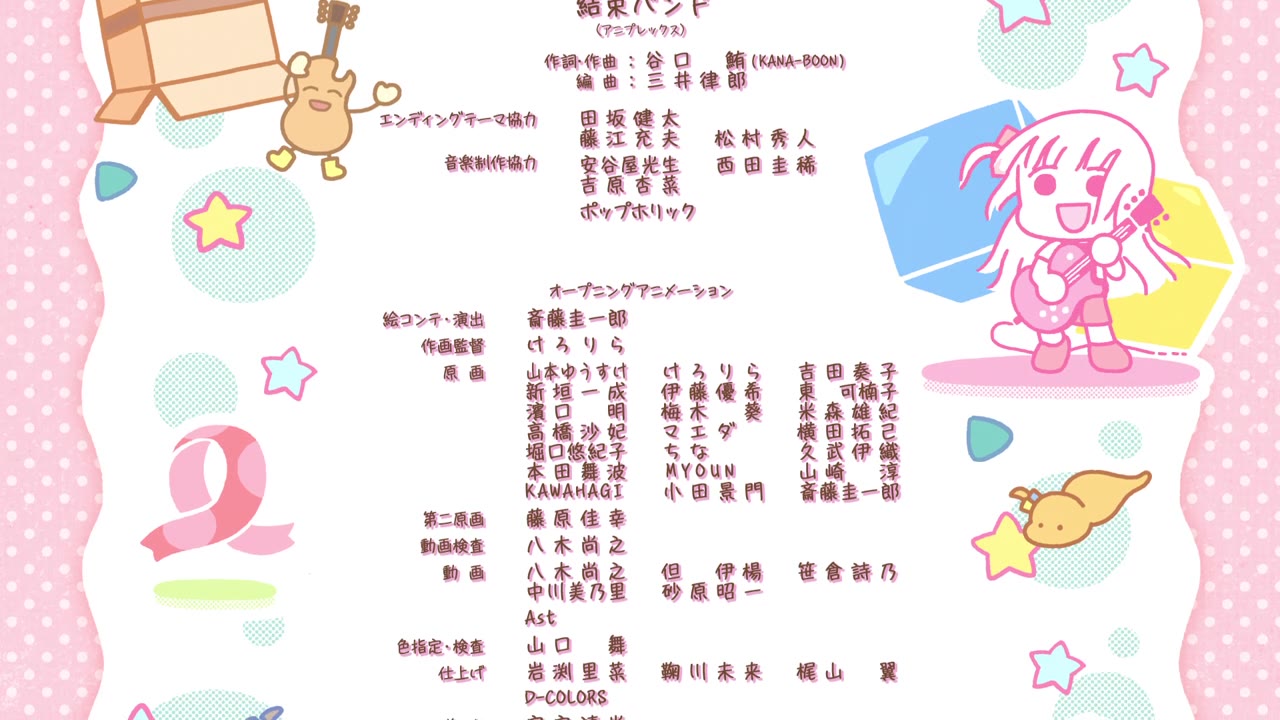 結束バンド
(アニプレックス)
作詞・作曲 : 谷口 鮪 (KANA-BOON)
編曲 : 三井律郎
エンディングテーマ協力 田坂健太
藤江充夫 松村秀人
音楽制作協力 安谷屋光生 西田圭稀
吉原杏菜
ポップホリック
オープニングアニメーション
絵コンテ・演出 斎藤圭一郎
作画監督 けろりら
原画 山本ゆうすけ けろりら 吉田奏子
新垣一成 伊藤優希 東 可楠子
濱口 明 梅木 葵 米森雄紀
高橋沙妃 マエダ 横田拓己
堀口悠紀子 ちな 久武伊織
本田舞波 MYOUN 山崎 淳
KAWAHAGI 小田景門 斎藤圭一郎
第二原画 藤原佳幸
動画検査 八木尚之
動画 八木尚之 但 伊楊 笹倉詩乃
中川美乃里 砂原昭一
Ast
色指定・検査 山口 舞
仕上げ 岩渕里菜 鞠川未来 梶山 翼
D-COLORS